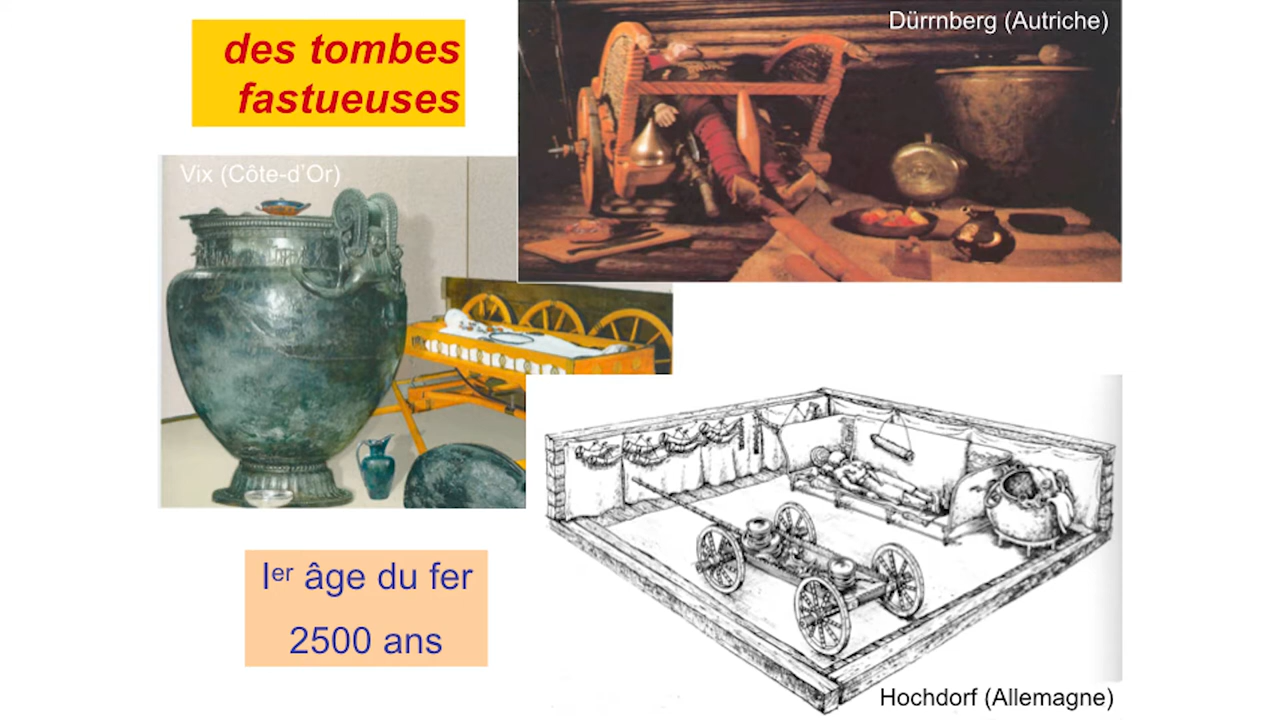 des tombes
fastueuses
Dürrnberg (Autriche)
Vix (Côte-d'Or)
Iᵉʳ âge du fer
2500 ans
Hochdorf (Allemagne)